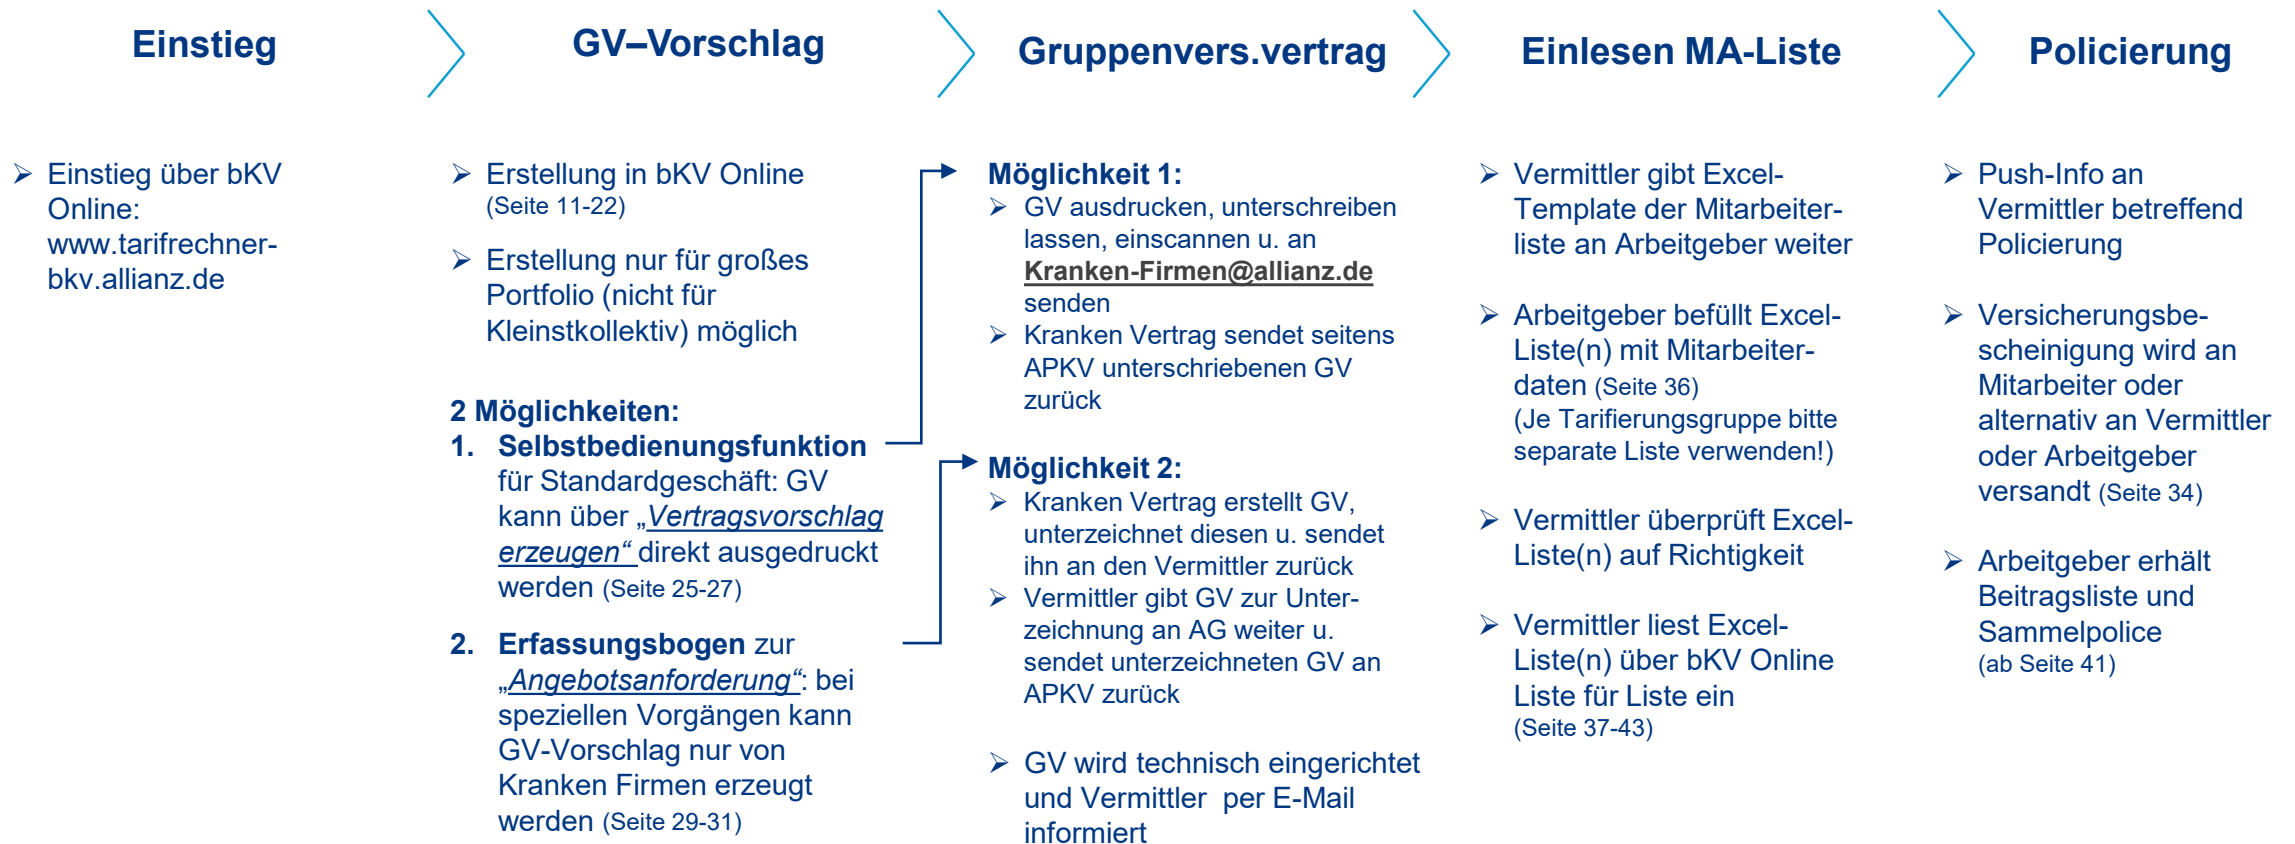 Einstieg
GV–Vorschlag
Gruppenvers.vertrag
Einlesen MA-Liste
Policierung
➢ Einstieg über bKV
Online:
www.tarifrechner-
bkv.allianz.de
➢ Erstellung in bKV Online
(Seite 11-22)
➢ Erstellung nur für großes
Portfolio (nicht für
Kleinstkollektiv) möglich
2 Möglichkeiten:
1. Selbstbedienungsfunktion
für Standardgeschäft: GV
kann über „Vertragsvorschlag
erzeugen“ direkt ausgedruckt
werden (Seite 25-27)
2. Erfassungsbogen zur
„Angebotsanforderung“: bei
speziellen Vorgängen kann
GV-Vorschlag nur von
Kranken Firmen erzeugt
werden (Seite 29-31)
Möglichkeit 1:
➢ GV ausdrucken, unterschreiben
lassen, einscannen u. an
Kranken-Firmen@allianz.de
senden
➢ Kranken Vertrag sendet seitens
APKV unterschriebenen GV
zurück
Möglichkeit 2:
➢ Kranken Vertrag erstellt GV,
unterzeichnet diesen u. sendet
ihn an den Vermittler zurück
➢ Vermittler gibt GV zur Unter-
zeichnung an AG weiter u.
sendet unterzeichneten GV an
APKV zurück
➢ GV wird technisch eingerichtet
und Vermittler per E-Mail
informiert
➢ Vermittler gibt Excel-
Template der Mitarbeiter-
liste an Arbeitgeber weiter
➢ Arbeitgeber befüllt Excel-
Liste(n) mit Mitarbeiter-
daten (Seite 36)
(Je Tarifierungsgruppe bitte
separate Liste verwenden!)
➢ Vermittler überprüft Excel-
Liste(n) auf Richtigkeit
➢ Vermittler liest Excel-
Liste(n) über bKV Online
Liste für Liste ein
(Seite 37-43)
➢ Push-Info an
Vermittler betreffend
Policierung
➢ Versicherungsbe-
scheinigung wird an
Mitarbeiter oder
alternativ an Vermittler
oder Arbeitgeber
versandt (Seite 34)
➢ Arbeitgeber erhält
Beitragsliste und
Sammelpolice
(ab Seite 41)